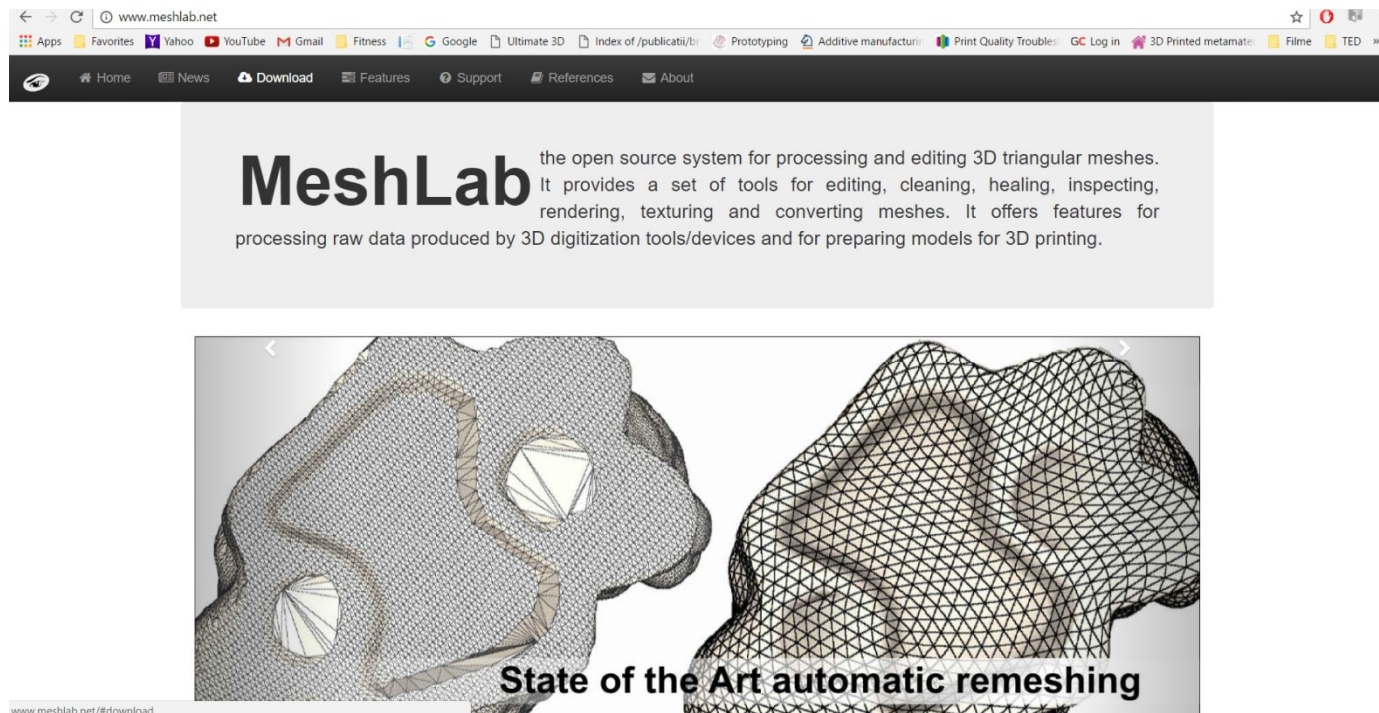 www.meshlab.net
Apps Favorites Yahoo YouTube Gmail Fitness Google Ultimate 3D Index of /publicatii/br Prototyping Additive manufacturin Print Quality Troubles GC Log in 3D Printed metamate Filme TED »
Home News Download Features Support References About
MeshLab the open source system for processing and editing 3D triangular meshes.
It provides a set of tools for editing, cleaning, healing, inspecting,
rendering, texturing and converting meshes. It offers features for
processing raw data produced by 3D digitization tools/devices and for preparing models for 3D printing.
State of the Art automatic remeshing
www.meshlab.net/#download